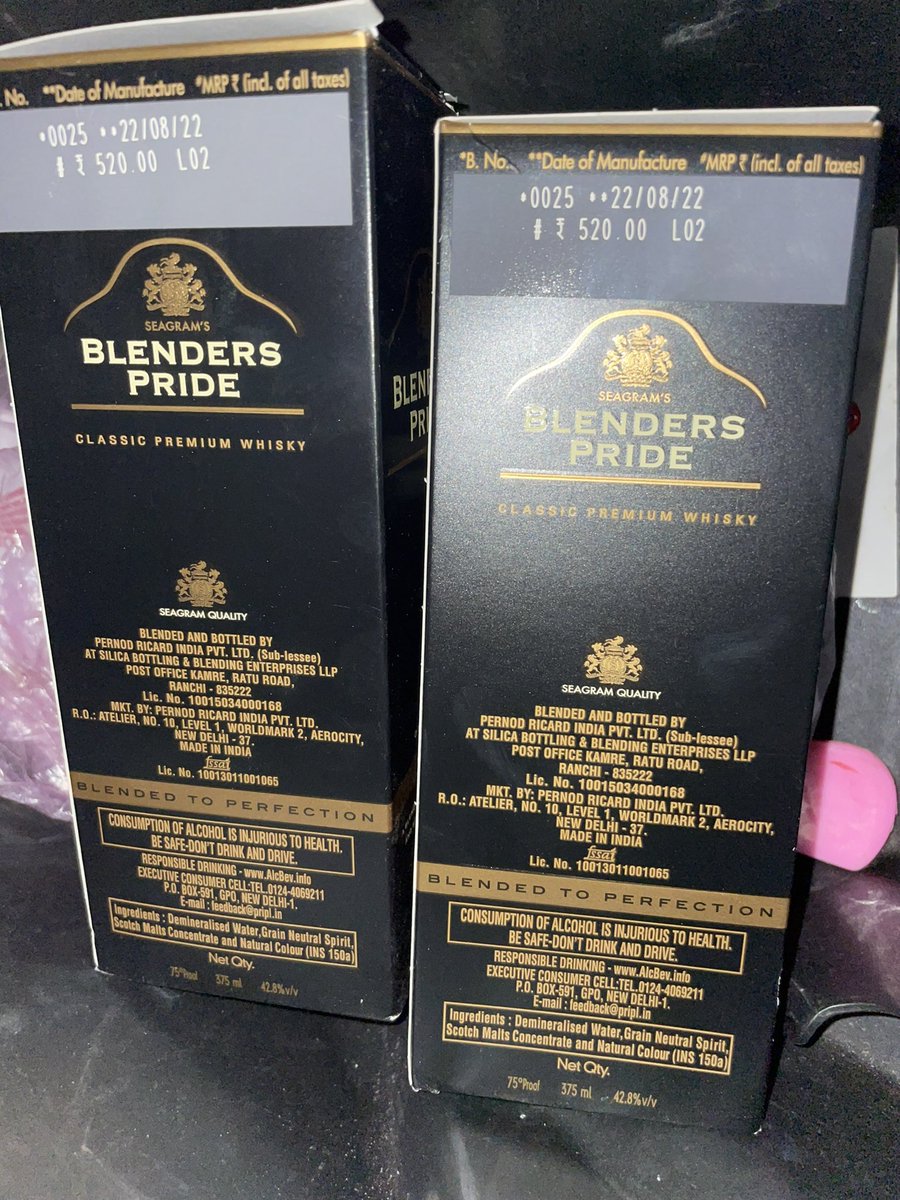 . No. **Date of Manufacture #MRP ₹ (incl. of all taxes)
*0025 **22/08/22
# ₹ 520.00 L02
SEAGRAM'S
BLENDERS
PRIDE
CLASSIC PREMIUM WHISKY
SEAGRAM QUALITY
BLENDED AND BOTTLED BY
PERNOD RICARD INDIA PVT. LTD. (Sub-lessee)
AT SILICA BOTTLING & BLENDING ENTERPRISES LLP
POST OFFICE KAMRE, RATU ROAD,
RANCHI - 835222
Lic. No. 10015034000168
MKT. BY: PERNOD RICARD INDIA PVT. LTD.
R.O.: ATELIER, NO. 10, LEVEL 1, WORLDMARK 2, AEROCITY,
NEW DELHI - 37.
MADE IN INDIA
fssai
Lic. No. 10013011001065
BLENDED TO PERFECTION
CONSUMPTION OF ALCOHOL IS INJURIOUS TO HEALTH.
BE SAFE-DON'T DRINK AND DRIVE.
RESPONSIBLE DRINKING - www.AlcBev.info
EXECUTIVE CONSUMER CELL:TEL.0124-4069211
P.O. BOX-591, GPO, NEW DELHI-1.
E-mail : feedback@pripl.in
Ingredients : Demineralised Water,Grain Neutral Spirit,
Scotch Malts Concentrate and Natural Colour (INS 150a)
Net Qty.
75°Proof 375 ml 42.8%v/v
BLEN
PR
*B. No. **Date of Manufacture #MRP ₹ (incl. of all taxes)
*0025 **22/08/22
# ₹ 520.00 L02
SEAGRAM'S
BLENDERS
PRIDE
CLASSIC PREMIUM WHISKY
SEAGRAM QUALITY
BLENDED AND BOTTLED BY
PERNOD RICARD INDIA PVT. LTD. (Sub-lessee)
AT SILICA BOTTLING & BLENDING ENTERPRISES LLP
POST OFFICE KAMRE, RATU ROAD,
RANCHI - 835222
Lic. No. 10015034000168
MKT. BY: PERNOD RICARD INDIA PVT. LTD.
R.O.: ATELIER, NO. 10, LEVEL 1, WORLDMARK 2, AEROCITY,
NEW DELHI - 37.
MADE IN INDIA
fssai
Lic. No. 10013011001065
BLENDED TO PERFECTION
CONSUMPTION OF ALCOHOL IS INJURIOUS TO HEALTH.
BE SAFE-DON'T DRINK AND DRIVE.
RESPONSIBLE DRINKING - www.AlcBev.info
EXECUTIVE CONSUMER CELL:TEL.0124-4069211
P.O. BOX-591, GPO, NEW DELHI-1.
E-mail : feedback@pripl.in
Ingredients : Demineralised Water,Grain Neutral Spirit,
Scotch Malts Concentrate and Natural Colour (INS 150a)
Net Qty.
75°Proof 375 ml 42.8%v/v